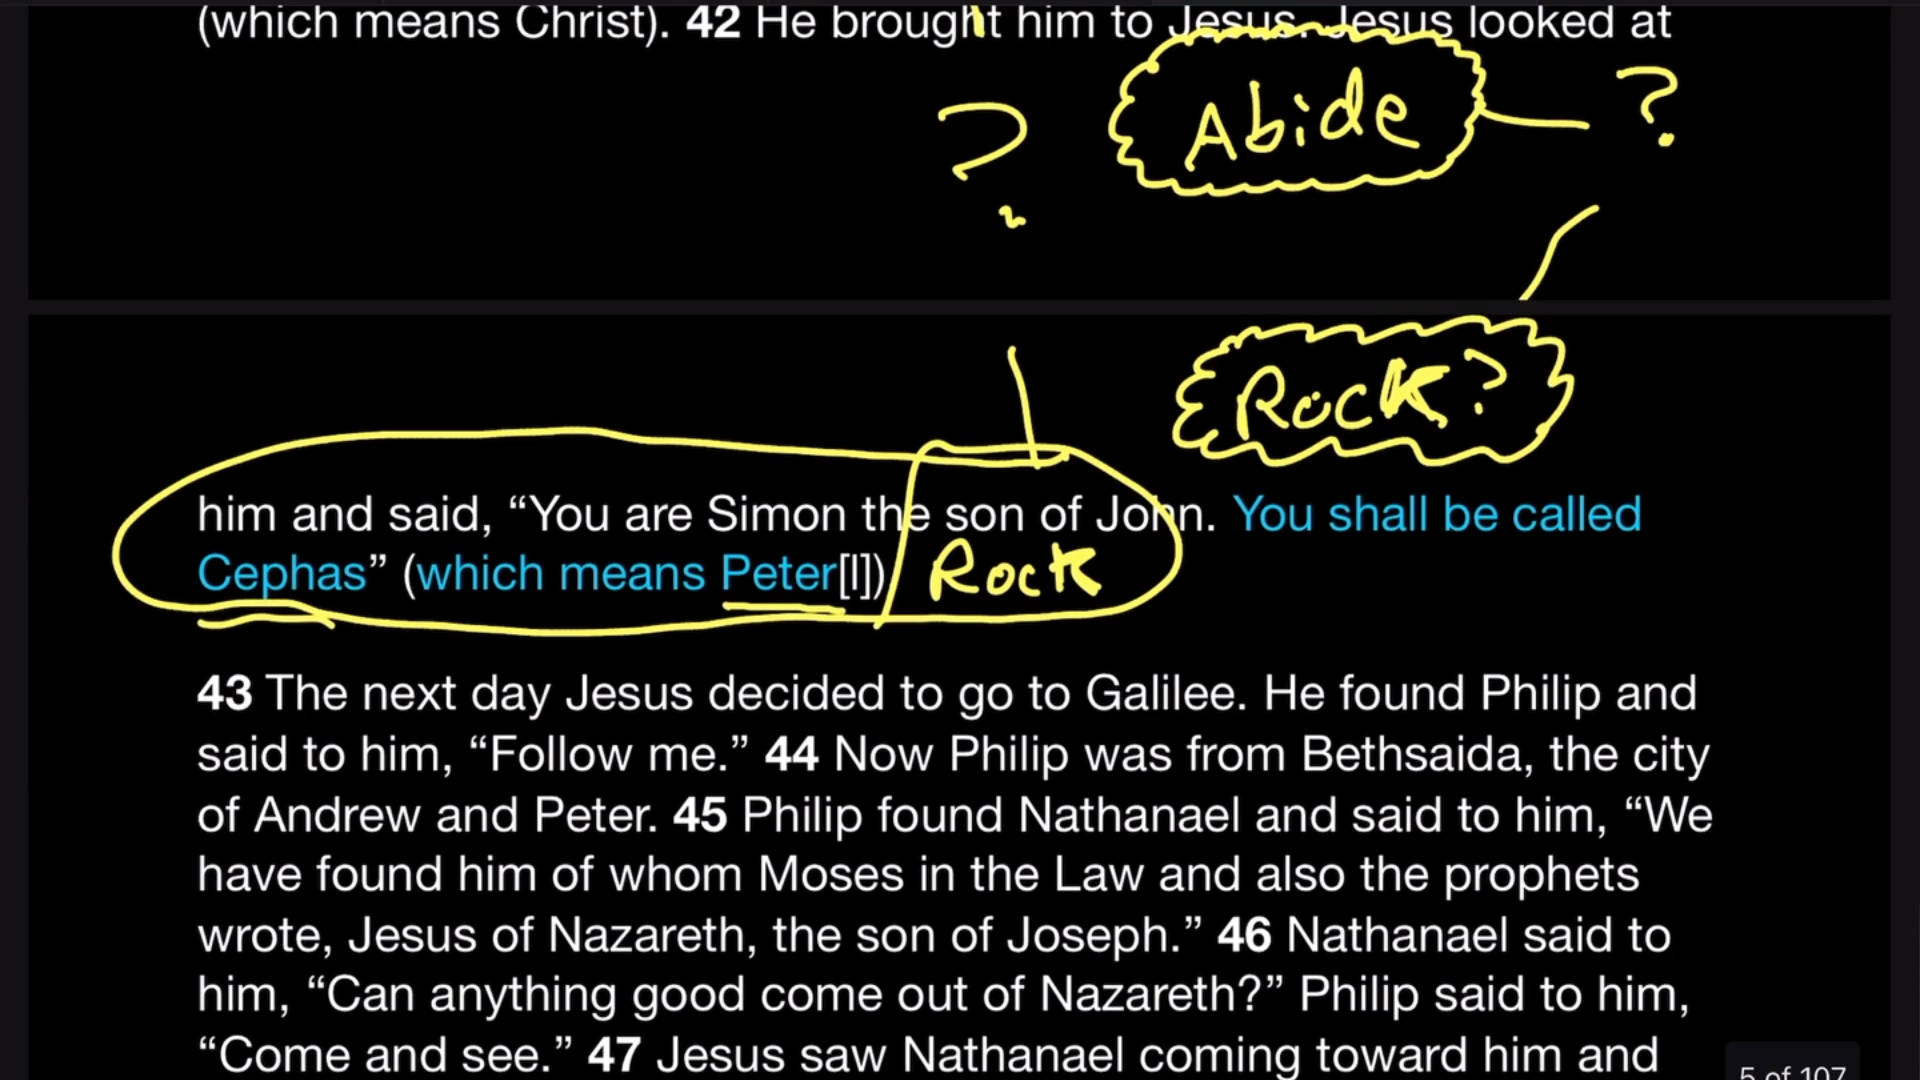 (which means Christ). 42 He brought him to Jesus. Jesus looked at
? Abide ?
Rock?
him and said, “You are Simon the son of John. You shall be called
Cephas” (which means Peter[l]) Rock
43 The next day Jesus decided to go to Galilee. He found Philip and
said to him, “Follow me.” 44 Now Philip was from Bethsaida, the city
of Andrew and Peter. 45 Philip found Nathanael and said to him, “We
have found him of whom Moses in the Law and also the prophets
wrote, Jesus of Nazareth, the son of Joseph.” 46 Nathanael said to
him, “Can anything good come out of Nazareth?” Philip said to him,
“Come and see.” 47 Jesus saw Nathanael coming toward him and
5 of 107